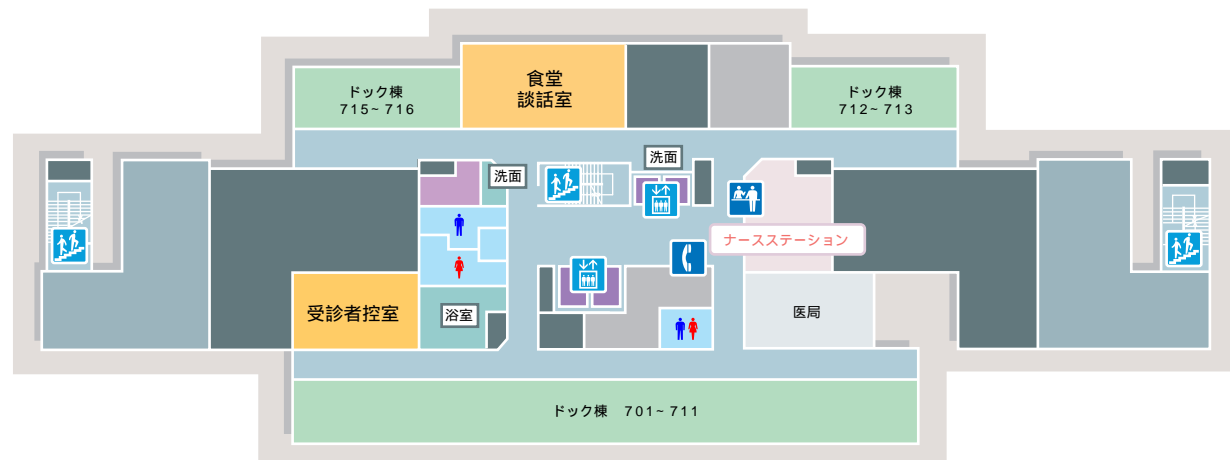 食堂
談話室
ドック棟
715~716
ドック棟
712~713
洗面
洗面
ナースステーション
受診者控室
浴室
医局
ドック棟 701~711